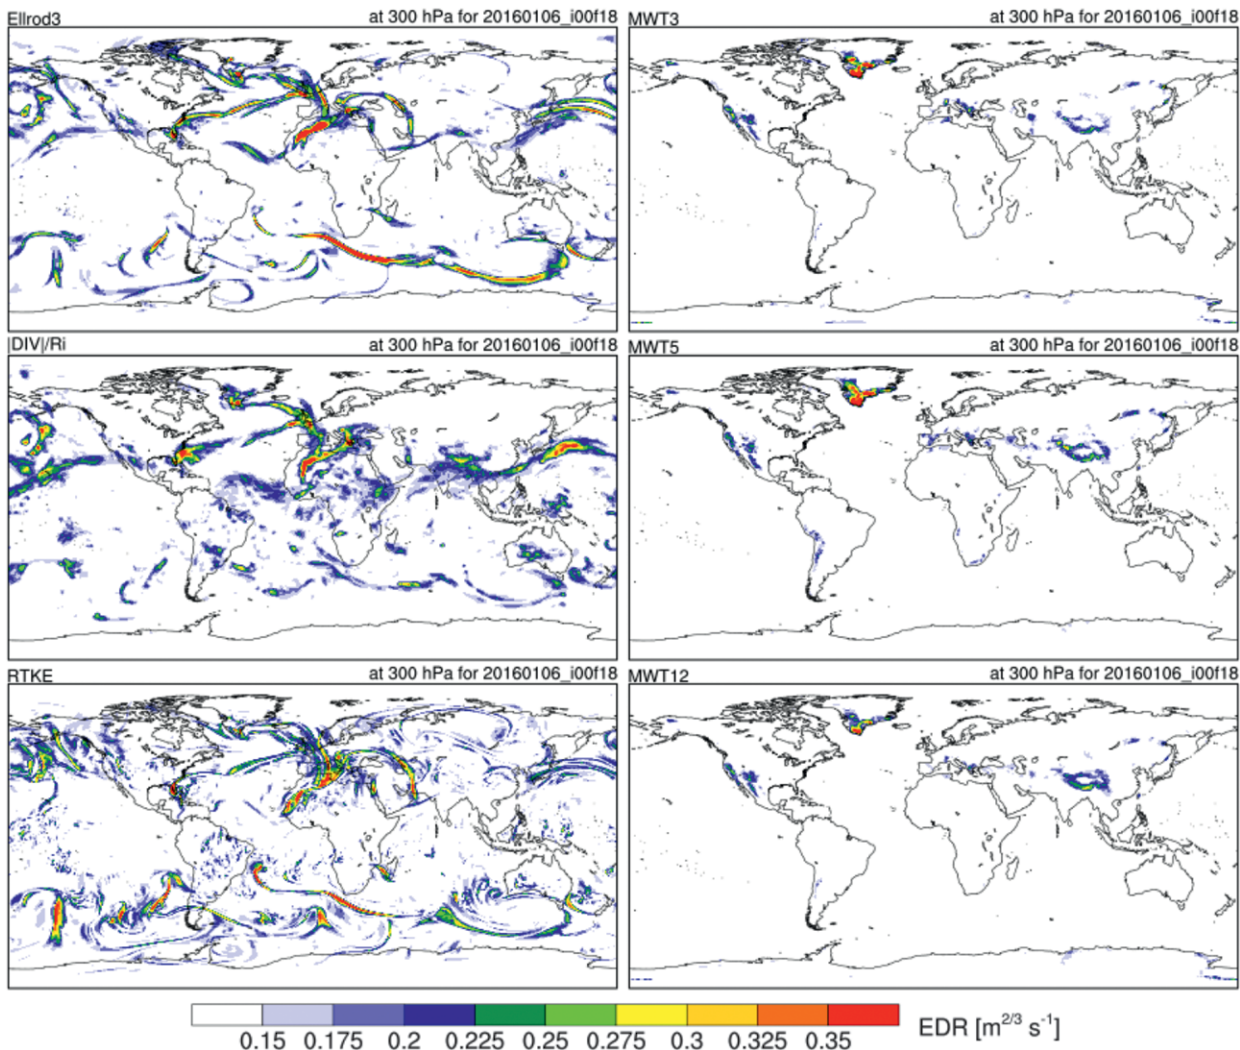 Ellrod3 at 300 hPa for 20160106_i00f18
MWT3 at 300 hPa for 20160106_i00f18
|DIV|/Ri at 300 hPa for 20160106_i00f18
MWT5 at 300 hPa for 20160106_i00f18
RTKE at 300 hPa for 20160106_i00f18
MWT12 at 300 hPa for 20160106_i00f18
0.15 0.175 0.2 0.225 0.25 0.275 0.3 0.325 0.35 EDR [m²ᐟ³ s⁻¹]